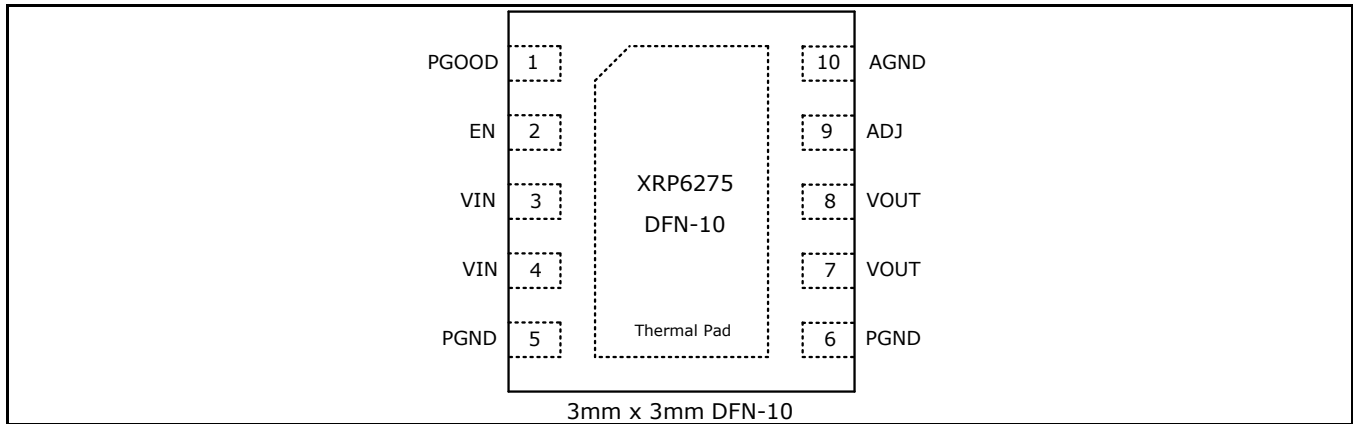 PGOOD 1 10 AGND
EN 2 9 ADJ
VIN 3 XRP6275 8 VOUT
DFN-10
VIN 4 7 VOUT
PGND 5 Thermal Pad 6 PGND
3mm x 3mm DFN-10